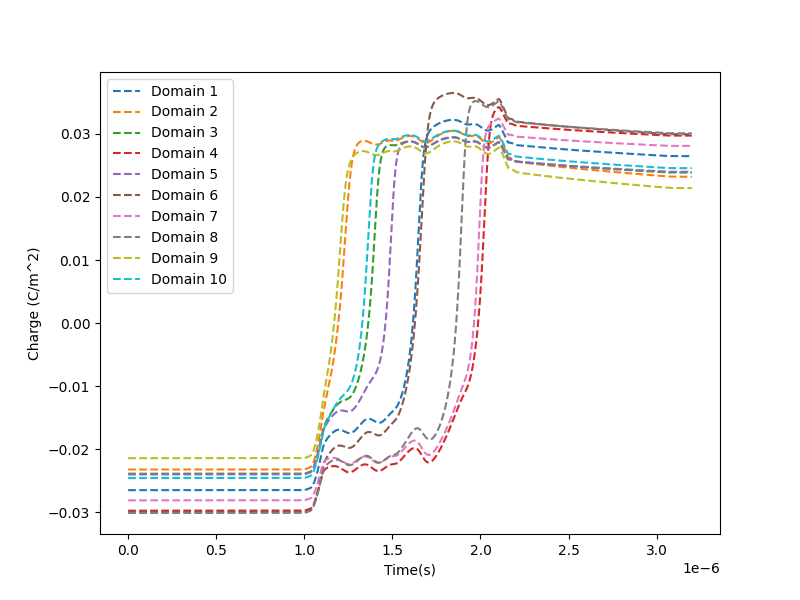 Domain 1
Domain 2
Domain 3
Domain 4
Domain 5
Domain 6
Domain 7
Domain 8
Domain 9
Domain 10
Charge (C/m^2)
0.03
0.02
0.01
0.00
−0.01
−0.02
−0.03
0.0 0.5 1.0 1.5 2.0 2.5 3.0
1e−6
Time(s)